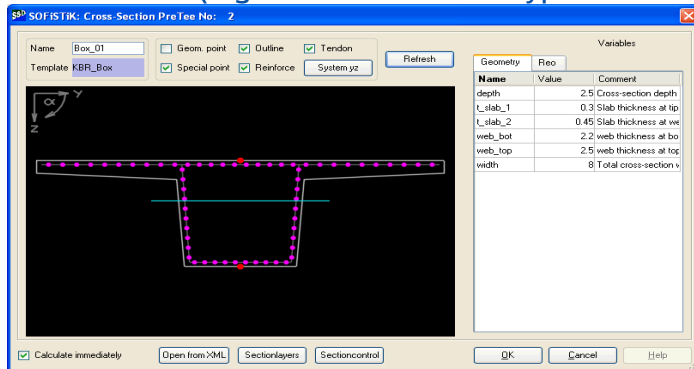 SOFiSTiK: Cross-Section PreTee No: 2
Name Box_01 Geom. point Outline Tendon
Template KBR_Box Special point Reinforce System yz
Refresh
Variables
Geometry Reo
Name Value Comment
depth 2.5 Cross-section depth
t_slab_1 0.3 Slab thickness at tip
t_slab_2 0.45 Slab thickness at we
web_bot 2.2 web thickness at bo
web_top 2.5 web thickness at top
width 8 Total cross-section v
α Y
Z
Calculate immediately Open from XML Sectionlayers Sectioncontrol OK Cancel Help